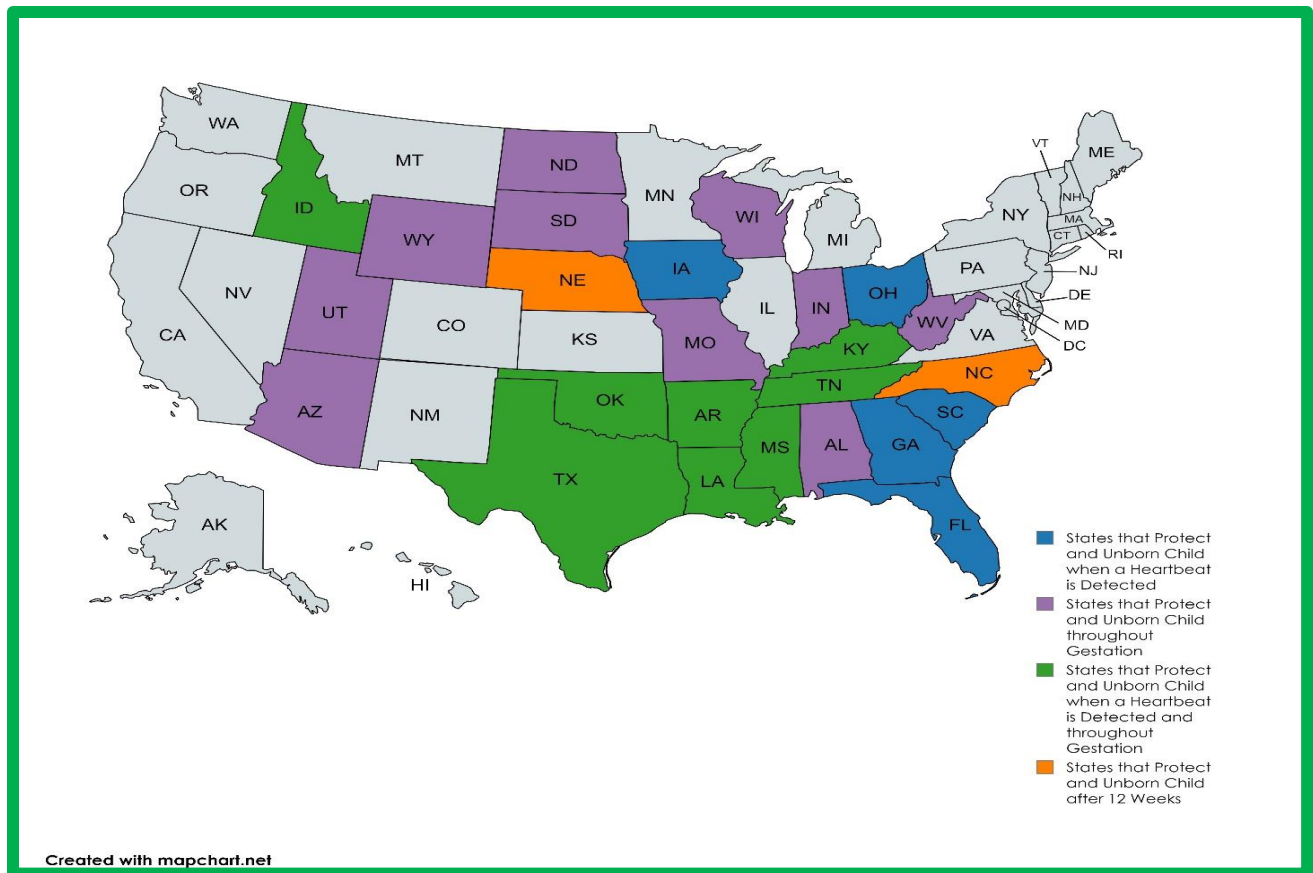 WA
MT
ND
MN
VT
ME
OR
ID
SD
WI
NY
NH
MA
CT
RI
WY
MI
IA
NE
PA
NJ
OH
DE
NV
UT
IL
IN
CO
WV
MD
CA
KS
MO
VA
DC
KY
NC
TN
AZ
NM
OK
AR
SC
MS
AL
GA
TX
LA
AK
FL
HI
States that Protect
and Unborn Child
when a Heartbeat
is Detected
States that Protect
and Unborn Child
throughout
Gestation
States that Protect
and Unborn Child
when a Heartbeat
is Detected and
throughout
Gestation
States that Protect
and Unborn Child
after 12 Weeks
Created with mapchart.net